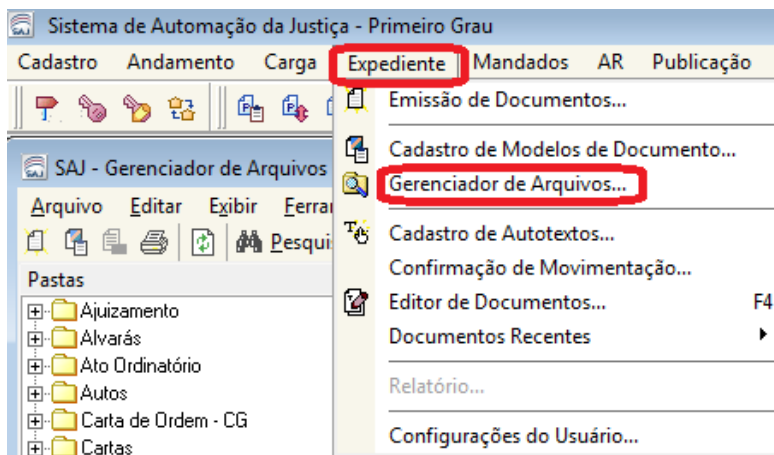 Sistema de Automação da Justiça - Primeiro Grau
Cadastro Andamento Carga Expediente Mandados AR Publicação
Emissão de Documentos...
Cadastro de Modelos de Documento...
Gerenciador de Arquivos...
Cadastro de Autotextos...
Confirmação de Movimentação...
Editor de Documentos... F4
Documentos Recentes
Relatório...
Configurações do Usuário...
SAJ - Gerenciador de Arquivos
Arquivo Editar Exibir Ferrar
Pesqui
Pastas
Ajuizamento
Alvarás
Ato Ordinatório
Autos
Carta de Ordem - CG
Cartas